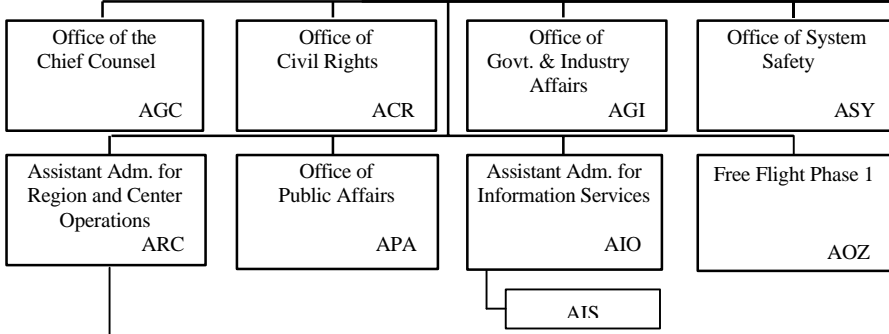 Office of the
Chief Counsel
AGC
Office of
Civil Rights
ACR
Office of
Govt. & Industry
Affairs
AGI
Office of System
Safety
ASY
Assistant Adm. for
Region and Center
Operations
ARC
Office of
Public Affairs
APA
Assistant Adm. for
Information Services
AIO
Free Flight Phase 1
AOZ
AIS